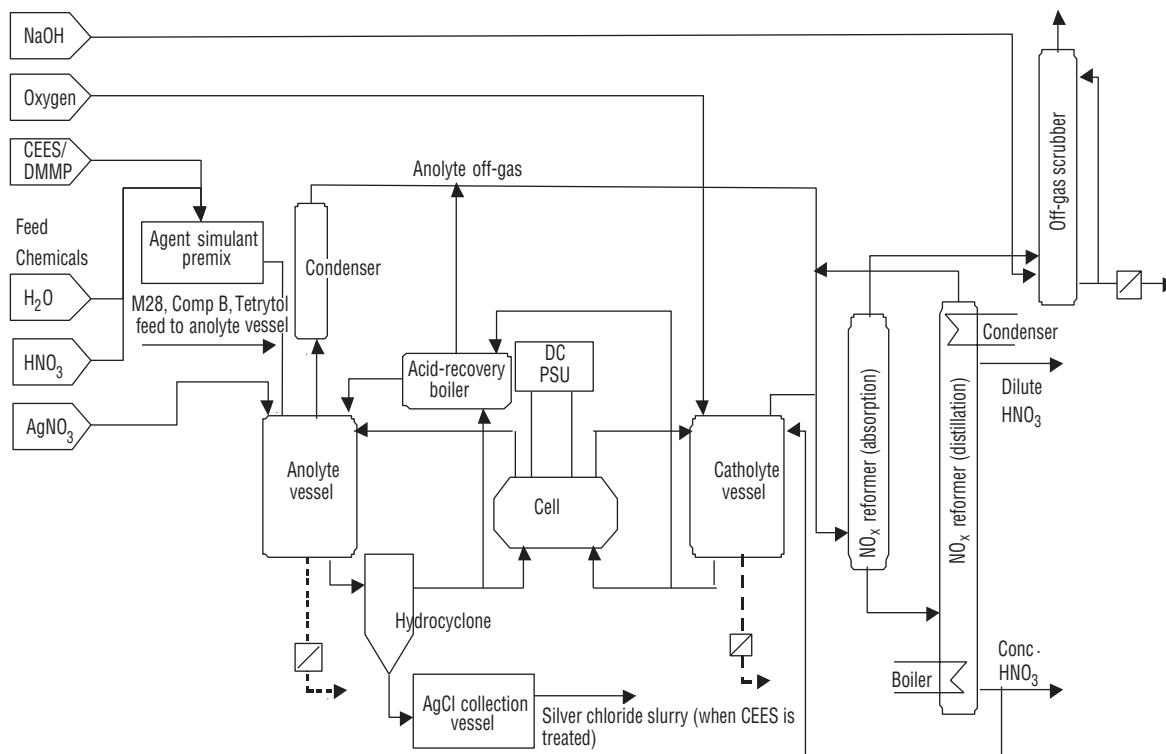 NaOH
Oxygen
CEES/
DMMP
Feed
Chemicals
H₂O
HNO₃
AgNO₃
Agent simulant
premix
M28, Comp B, Tetrytol
feed to anolyte vessel
Condenser
Anolyte off-gas
Acid-recovery
boiler
DC
PSU
Anolyte
vessel
Cell
Catholyte
vessel
Hydrocyclone
AgCl collection
vessel
Silver chloride slurry (when CEES is
treated)
NOₓ reformer (absorption)
NOₓ reformer (distillation)
Off-gas scrubber
Condenser
Dilute
HNO₃
Boiler
Conc.
HNO₃